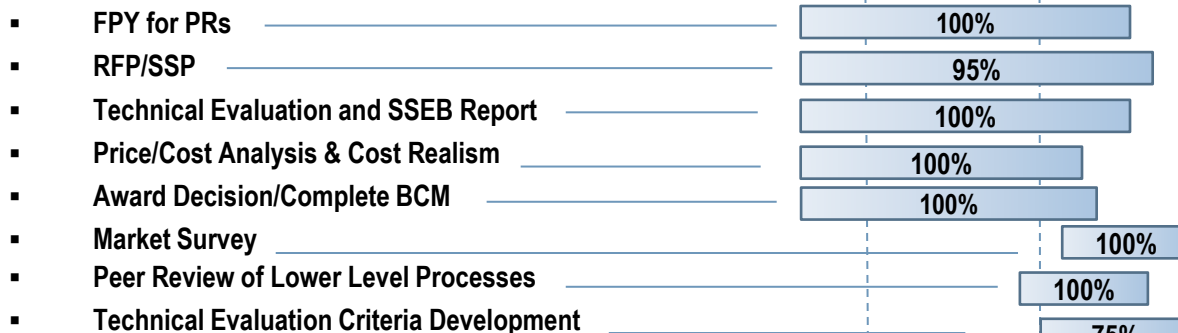 ▪ FPY for PRs 100%
▪ RFP/SSP 95%
▪ Technical Evaluation and SSEB Report 100%
▪ Price/Cost Analysis & Cost Realism 100%
▪ Award Decision/Complete BCM 100%
▪ Market Survey 100%
▪ Peer Review of Lower Level Processes 100%
▪ Technical Evaluation Criteria Development 75%